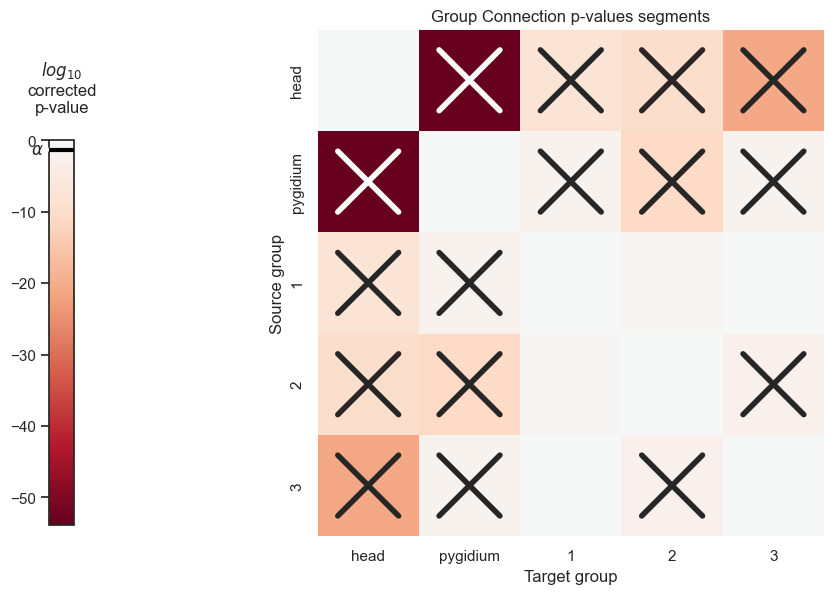 Group Connection p-values segments
log10
corrected
p-value
0
α
−10
−20
−30
−40
−50
Source group
head
pygidium
1
2
3
head pygidium 1 2 3
Target group